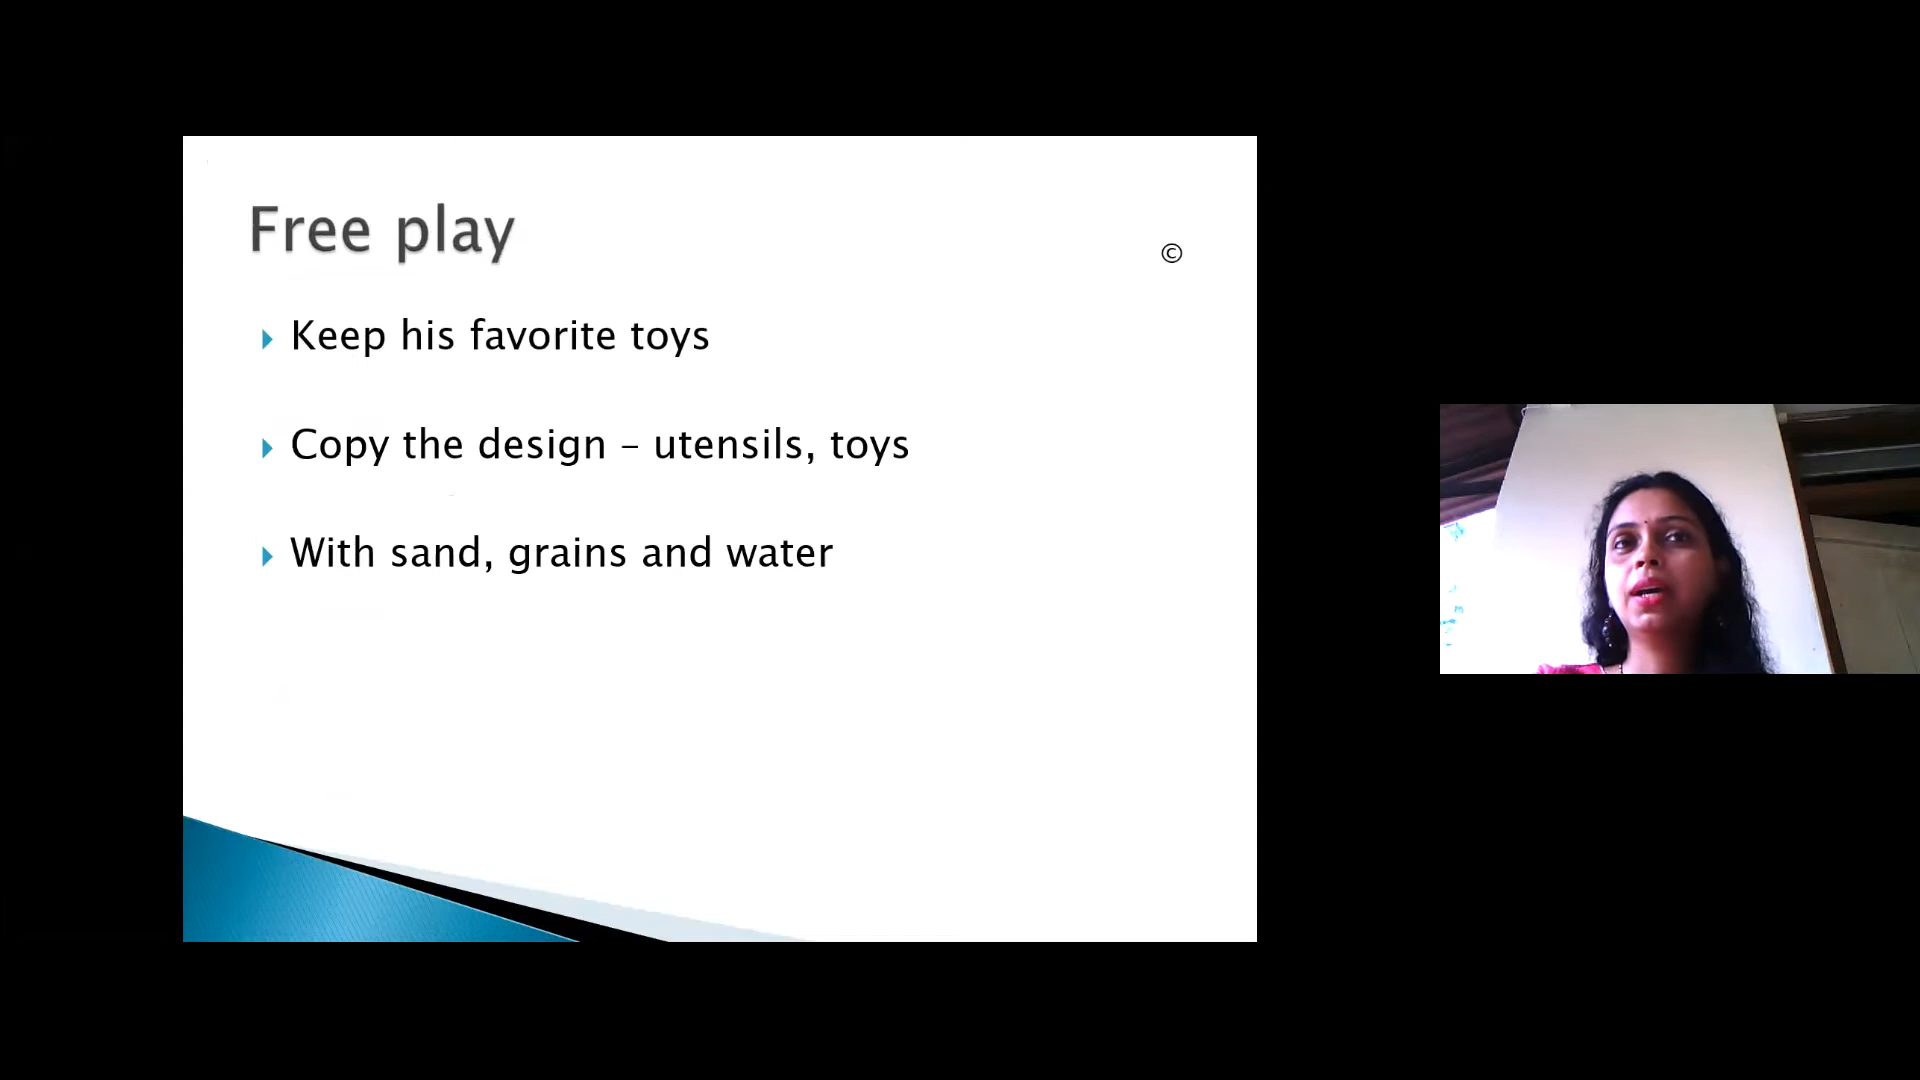 Free play
©
Keep his favorite toys
Copy the design – utensils, toys
With sand, grains and water